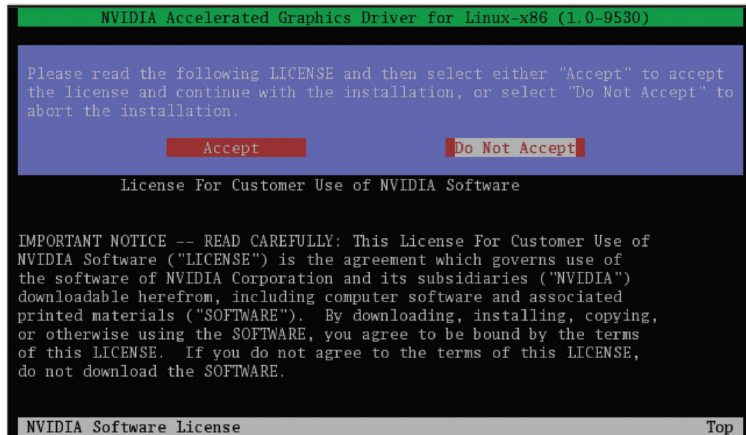 NVIDIA Accelerated Graphics Driver for Linux-x86 (1.0-9530)
Please read the following LICENSE and then select either "Accept" to accept
the license and continue with the installation, or select "Do Not Accept" to
abort the installation.
Accept Do Not Accept
License For Customer Use of NVIDIA Software
IMPORTANT NOTICE -- READ CAREFULLY: This License For Customer Use of
NVIDIA Software ("LICENSE") is the agreement which governs use of
the software of NVIDIA Corporation and its subsidiaries ("NVIDIA")
downloadable herefrom, including computer software and associated
printed materials ("SOFTWARE").  By downloading, installing, copying,
or otherwise using the SOFTWARE, you agree to be bound by the terms
of this LICENSE.  If you do not agree to the terms of this LICENSE,
do not download the SOFTWARE.
NVIDIA Software License Top